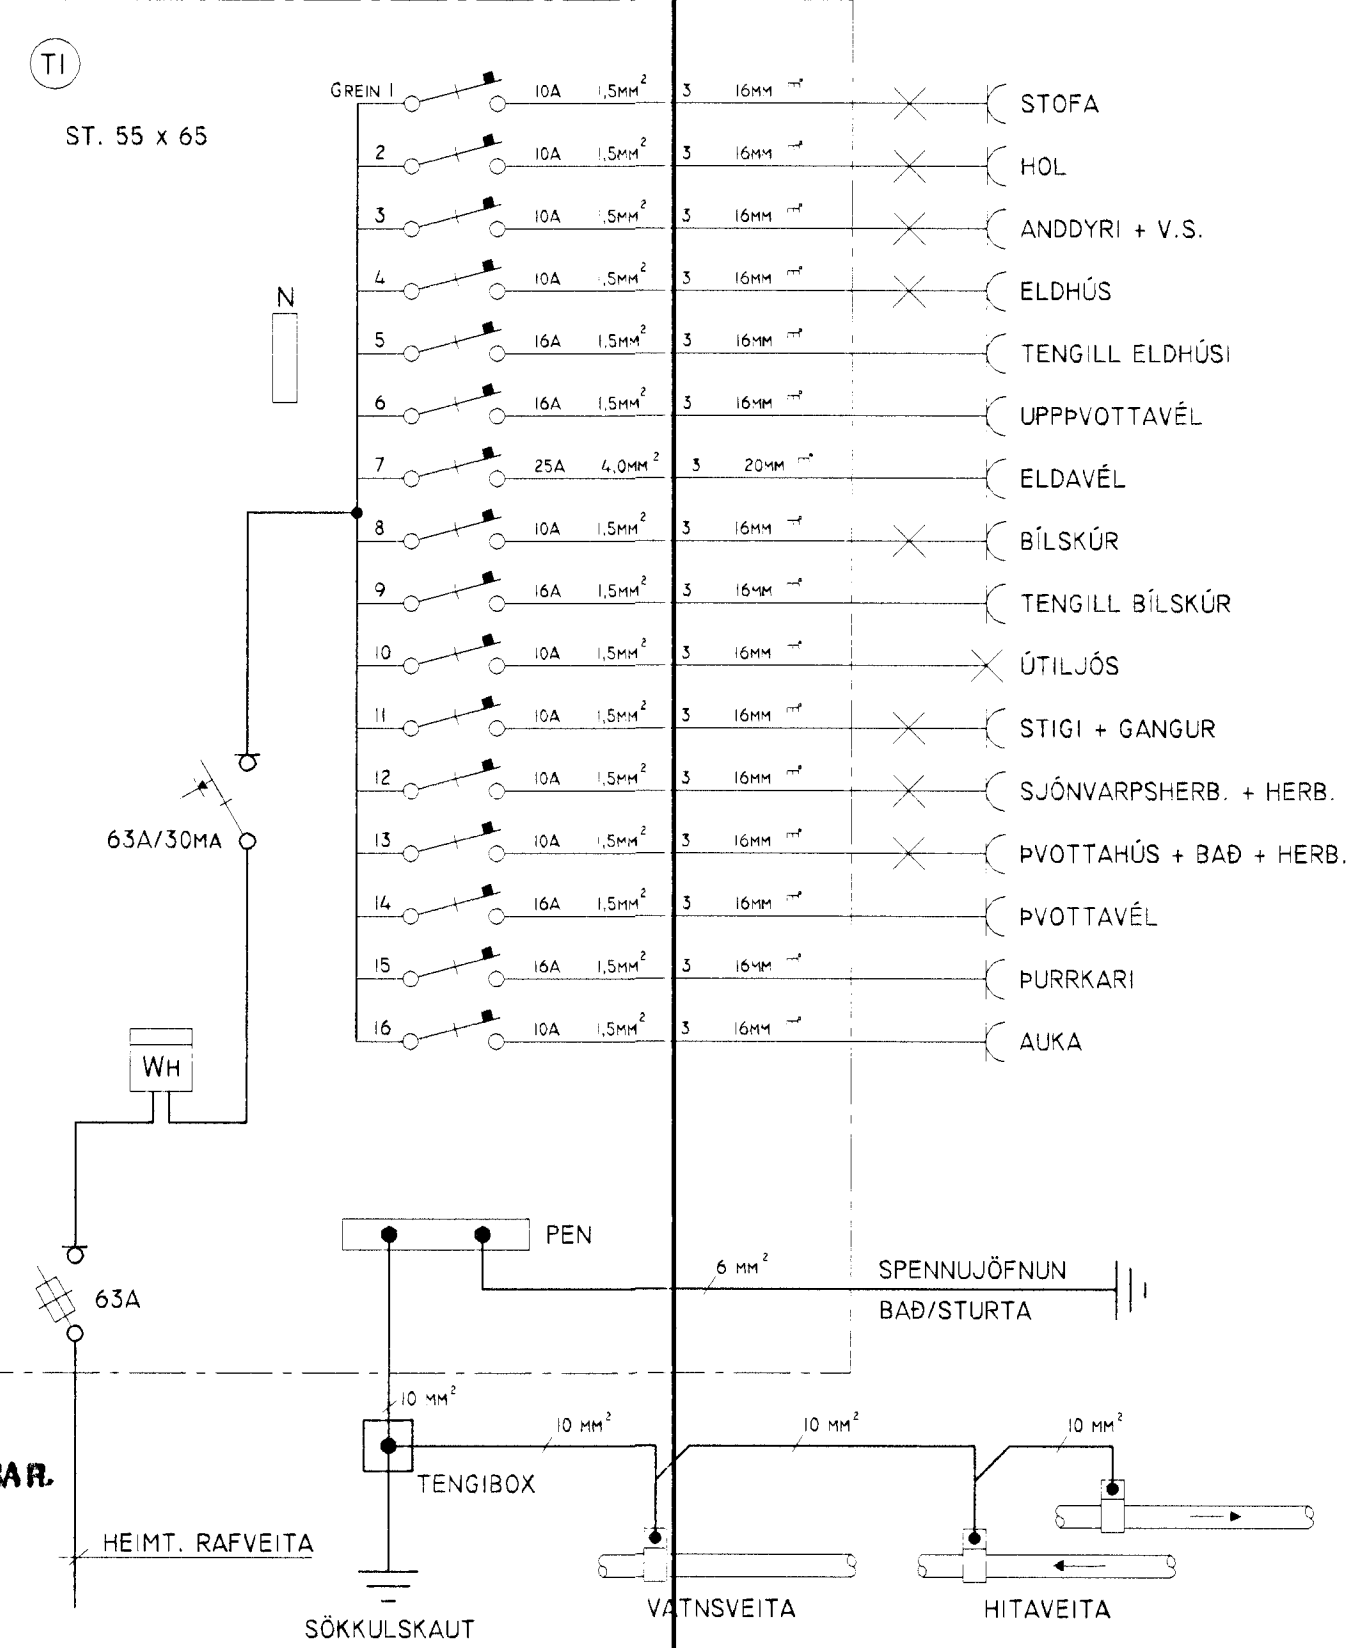 T1
ST. 55 x 65
GREIN 1 10A 1,5MM² 3 16MM STOFA
2 10A 1,5MM² 3 16MM HOL
3 10A 1,5MM² 3 16MM ANDDYRI + V.S.
4 10A 1,5MM² 3 16MM ELDHÚS
5 16A 1,5MM² 3 16MM TENGILL ELDHÚSI
6 16A 1,5MM² 3 16MM UPPÞVOTTAVÉL
7 25A 4,0MM² 3 20MM ELDAVÉL
8 10A 1,5MM² 3 16MM BÍLSKÚR
9 16A 1,5MM² 3 16MM TENGILL BÍLSKÚR
10 10A 1,5MM² 3 16MM ÚTILJÓS
11 10A 1,5MM² 3 16MM STIGI + GANGUR
12 10A 1,5MM² 3 16MM SJÓNVARPSHERB. + HERB.
13 10A 1,5MM² 3 16MM ÞVOTTAHÚS + BAÐ + HERB.
14 16A 1,5MM² 3 16MM ÞVOTTAVÉL
15 16A 1,5MM² 3 16MM ÞURRKARI
16 10A 1,5MM² 3 16MM AUKA
N
63A/30MA
WH
63A
PEN
6 MM²
SPENNUJÖFNUN
BAÐ/STURTA
10 MM²
10 MM²
10 MM²
10 MM²
TENGIBOX
AR.
HEIMT. RAFVEITA
SÖKKULSKAUT
VATNSVEITA
HITAVEITA